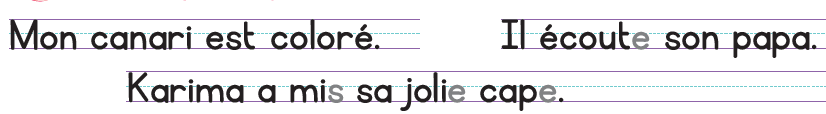 Mon canari est coloré. Il écoute son papa.
Karima a mis sa jolie cape.